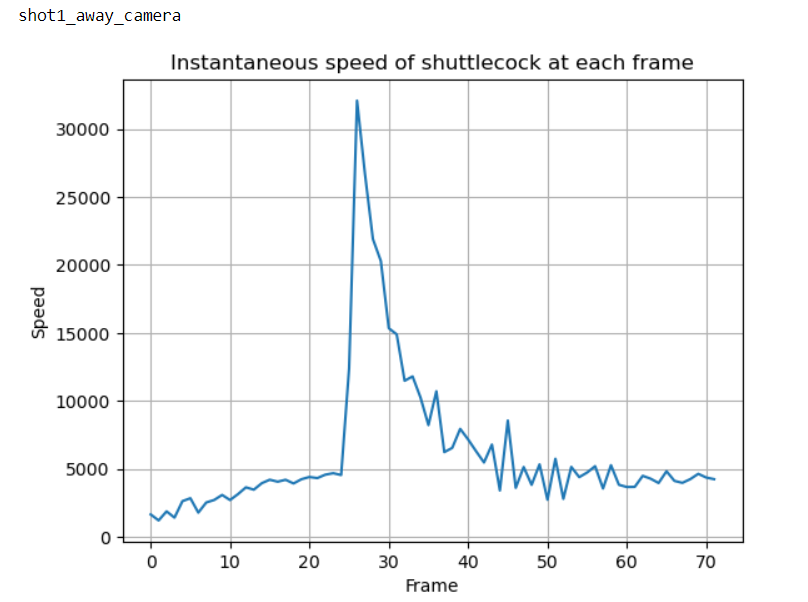 shot1_away_camera
Instantaneous speed of shuttlecock at each frame
30000
25000
20000
15000
10000
5000
0
Speed
0 10 20 30 40 50 60 70
Frame